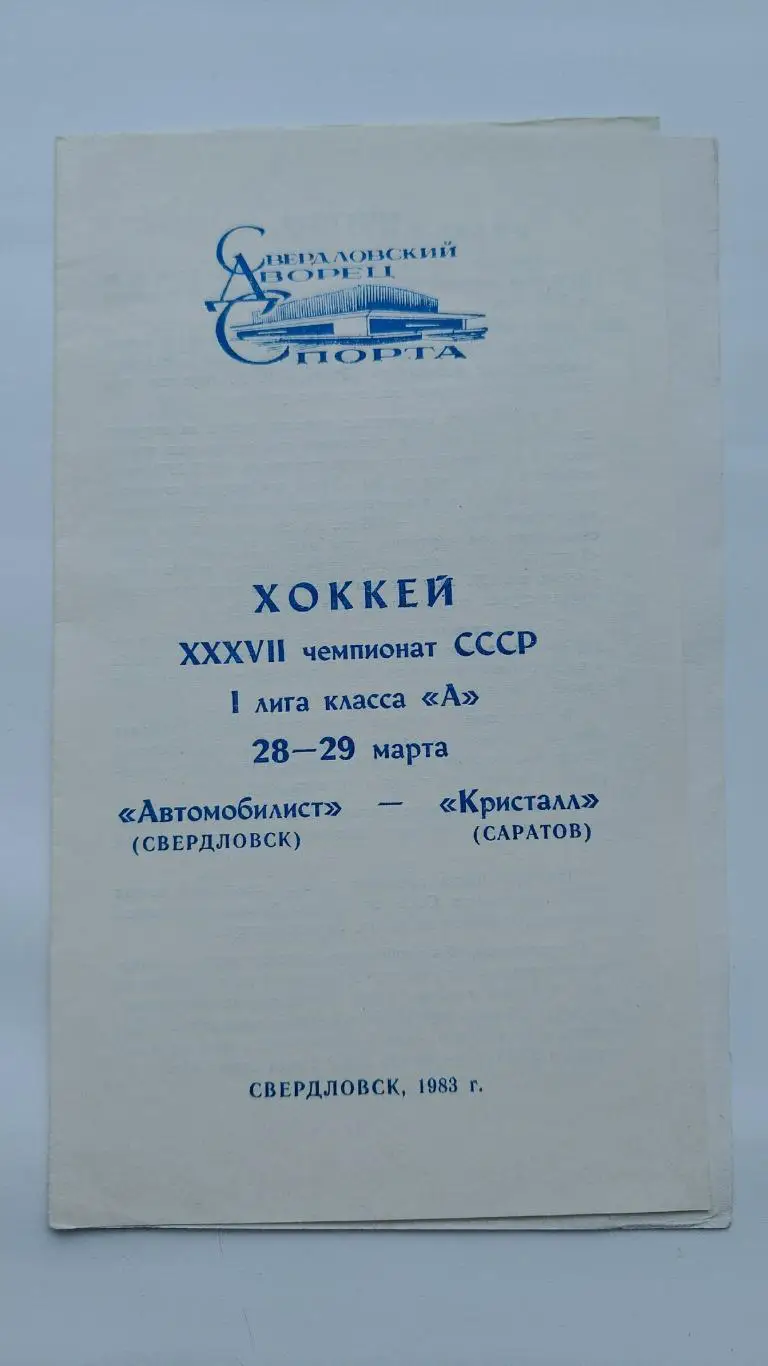 Свердловский
Дворец
Спорта
ХОККЕЙ
XXXVII чемпионат СССР
I лига класса «А»
28—29 марта
«Автомобилист» — «Кристалл»
(СВЕРДЛОВСК) (САРАТОВ)
СВЕРДЛОВСК, 1983 г.